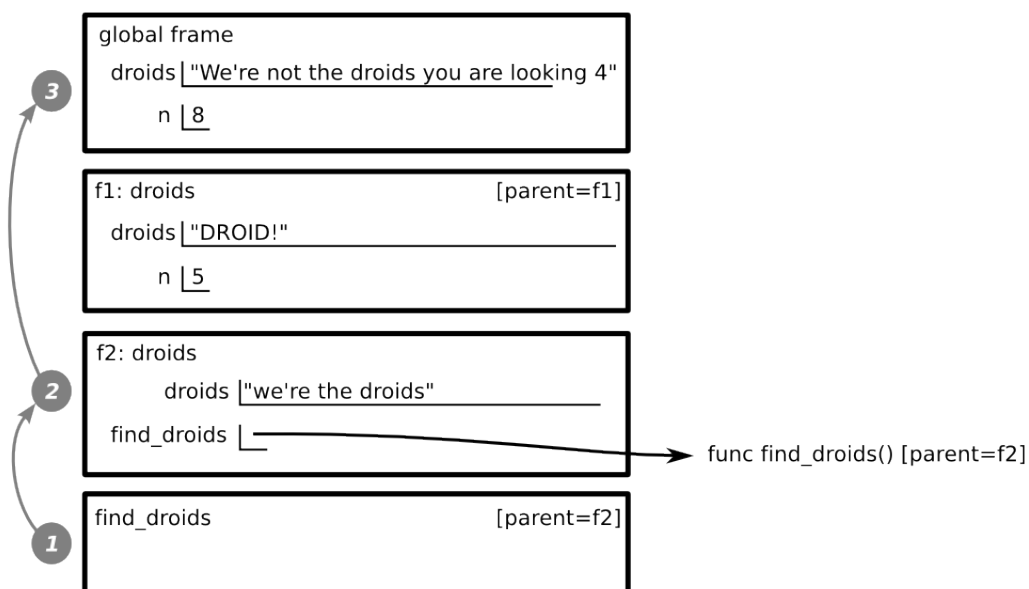 global frame
droids "We're not the droids you are looking 4"
3
n 8
f1: droids [parent=f1]
droids "DROID!"
n 5
f2: droids
2
droids "we're the droids"
find_droids
func find_droids() [parent=f2]
find_droids [parent=f2]
1